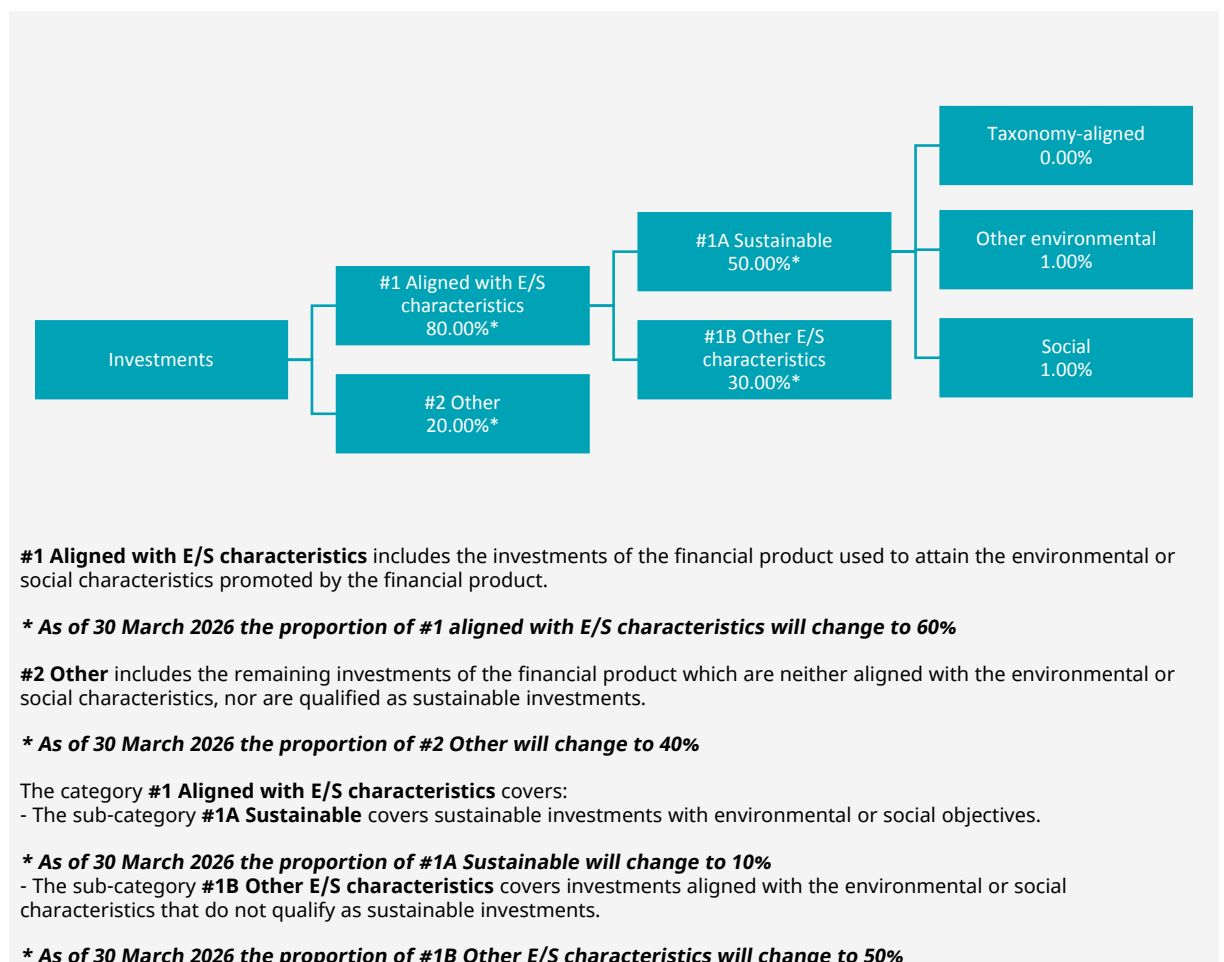 Taxonomy-aligned
0.00%
#1A Sustainable
50.00%*
Other environmental
1.00%
#1 Aligned with E/S
characteristics
80.00%*
Investments
#1B Other E/S
characteristics
30.00%*
Social
1.00%
#2 Other
20.00%*
#1 Aligned with E/S characteristics includes the investments of the financial product used to attain the environmental or
social characteristics promoted by the financial product.
* As of 30 March 2026 the proportion of #1 aligned with E/S characteristics will change to 60%
#2 Other includes the remaining investments of the financial product which are neither aligned with the environmental or
social characteristics, nor are qualified as sustainable investments.
* As of 30 March 2026 the proportion of #2 Other will change to 40%
The category #1 Aligned with E/S characteristics covers:
- The sub-category #1A Sustainable covers sustainable investments with environmental or social objectives.
* As of 30 March 2026 the proportion of #1A Sustainable will change to 10%
- The sub-category #1B Other E/S characteristics covers investments aligned with the environmental or social
characteristics that do not qualify as sustainable investments.
* As of 30 March 2026 the proportion of #1B Other E/S characteristics will change to 50%